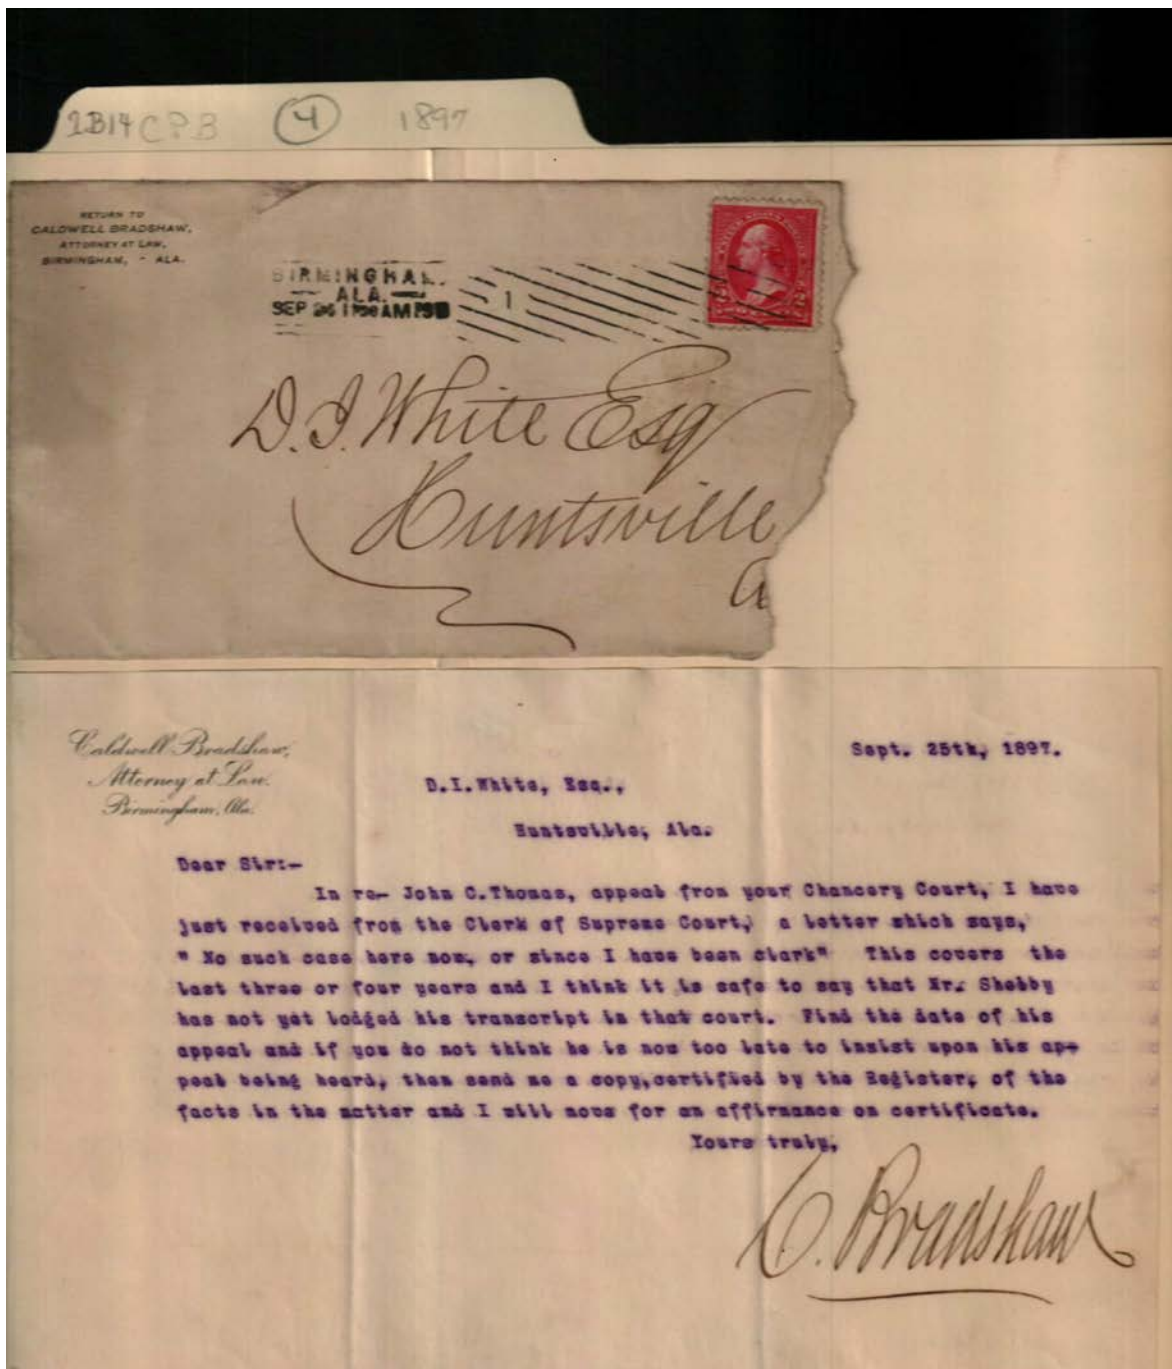 2B14 CPB 4 1897
RETURN TO
CALDWELL BRADSHAW,
ATTORNEY AT LAW,
BIRMINGHAM, - ALA.
BIRMINGHAM.
ALA.
SEP 26 AM
1
D. I. White Esq
Huntsville
A
Caldwell Bradshaw,
Attorney at Law.
Birmingham, Ala.
Sept. 25th, 1897.
D.I.White, Esq.,
Huntsville, Ala.
Dear Sir:-
In re- John C.Thomas, appeal from your Chancery Court, I have
just received from the Clerk of Supreme Court, a letter which says,
" No such case here now, or since I have been clerk" This covers the
last three or four years and I think it is safe to say that Mr. Shelby
has not yet lodged his transcript in that court. Find the date of his
appeal and if you do not think he is now too late to insist upon his ap-
peal being heard, then send me a copy,certified by the Register, of the
facts in the matter and I will move for an affirmance on certificate.
Yours truly,
C. Bradshaw